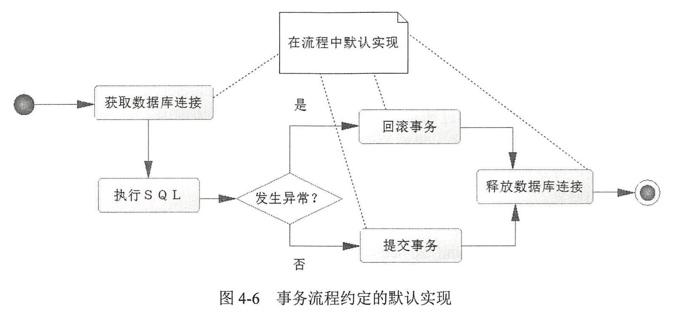 在流程中默认实现
获取数据库连接
是
回滚事务
执行ＳＱＬ
发生异常？
释放数据库连接
否
提交事务
图 4-6 事务流程约定的默认实现